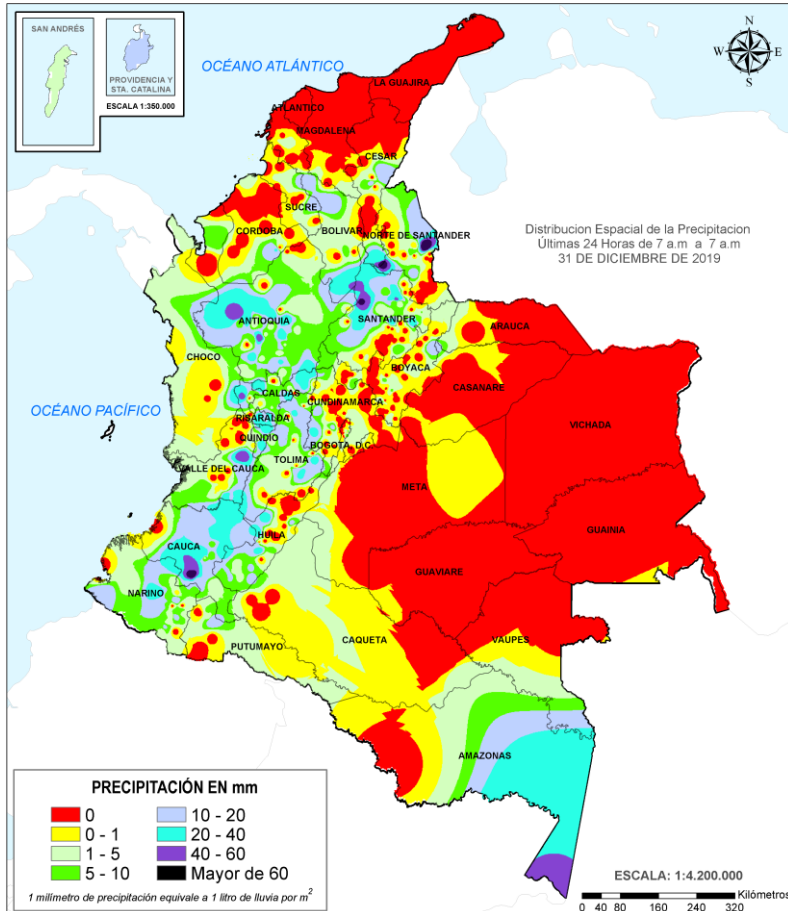 SAN ANDRÉS
PROVIDENCIA Y
STA. CATALINA
ESCALA 1:350.000
N
W
E
S
OCÉANO ATLÁNTICO
LA GUAJIRA
ATLANTICO
MAGDALENA
CESAR
SUCRE
CORDOBA
BOLIVAR
NORTE DE SANTANDER
Distribucion Espacial de la Precipitacion
Últimas 24 Horas de 7 a.m a 7 a.m
31 DE DICIEMBRE DE 2019
ANTIOQUIA
SANTANDER
ARAUCA
CHOCO
BOYACA
CASANARE
OCÉANO PACÍFICO
CALDAS
CUNDINAMARCA
RISARALDA
VICHADA
QUINDIO
BOGOTA, D.C.
TOLIMA
VALLE DEL CAUCA
META
GUAINIA
HUILA
CAUCA
GUAVIARE
NARINO
CAQUETA
VAUPES
PUTUMAYO
AMAZONAS
PRECIPITACIÓN EN mm
0
10 - 20
0 - 1
20 - 40
1 - 5
40 - 60
5 - 10
Mayor de 60
1 milímetro de precipitación equivale a 1 litro de lluvia por m²
ESCALA: 1:4.200.000
Kilómetros
0 40 80 160 240 320